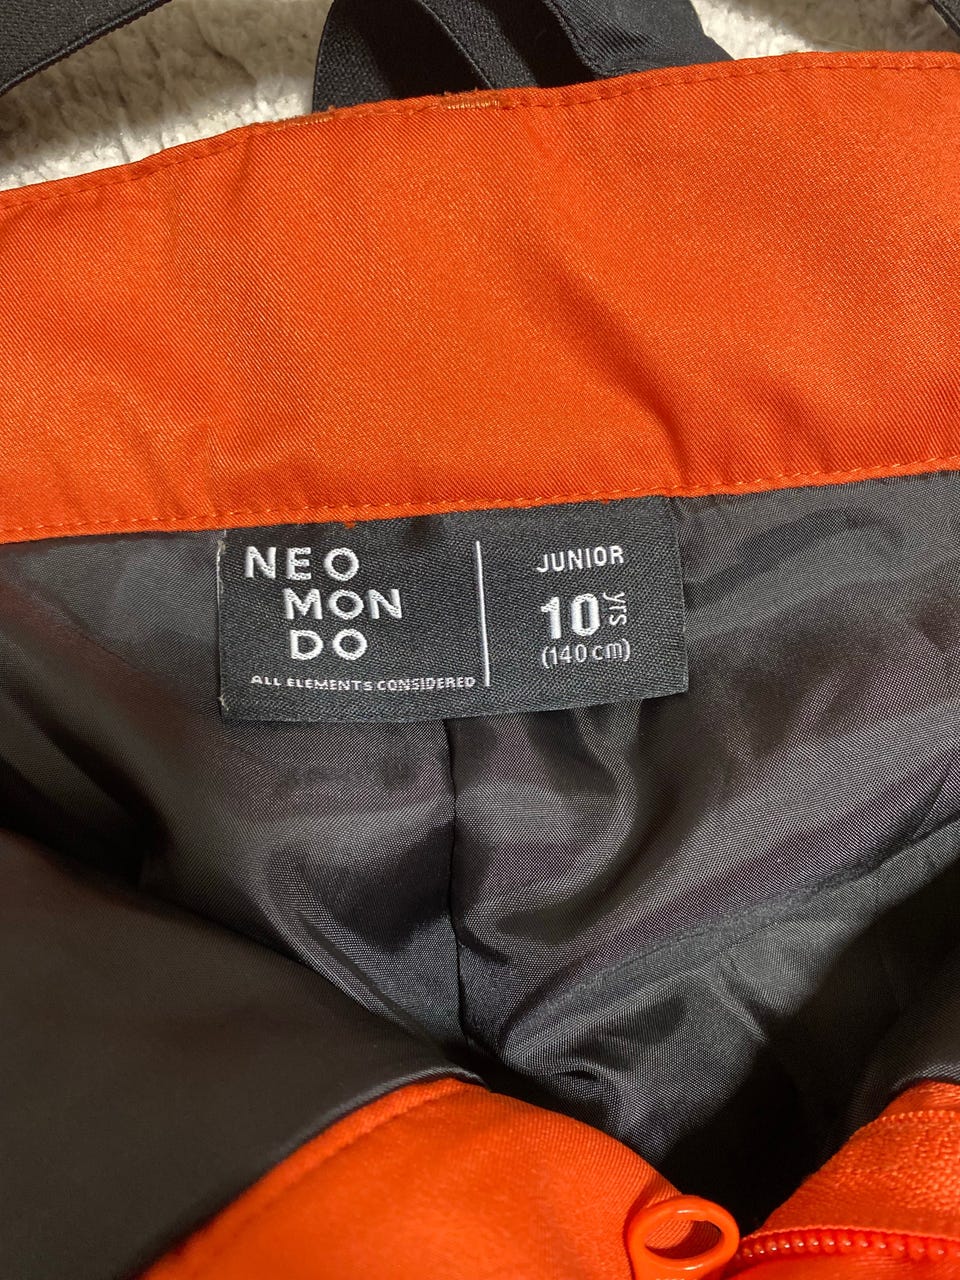 NEO
MON
DO
ALL ELEMENTS CONSIDERED
JUNIOR
10 yrs
(140 cm)